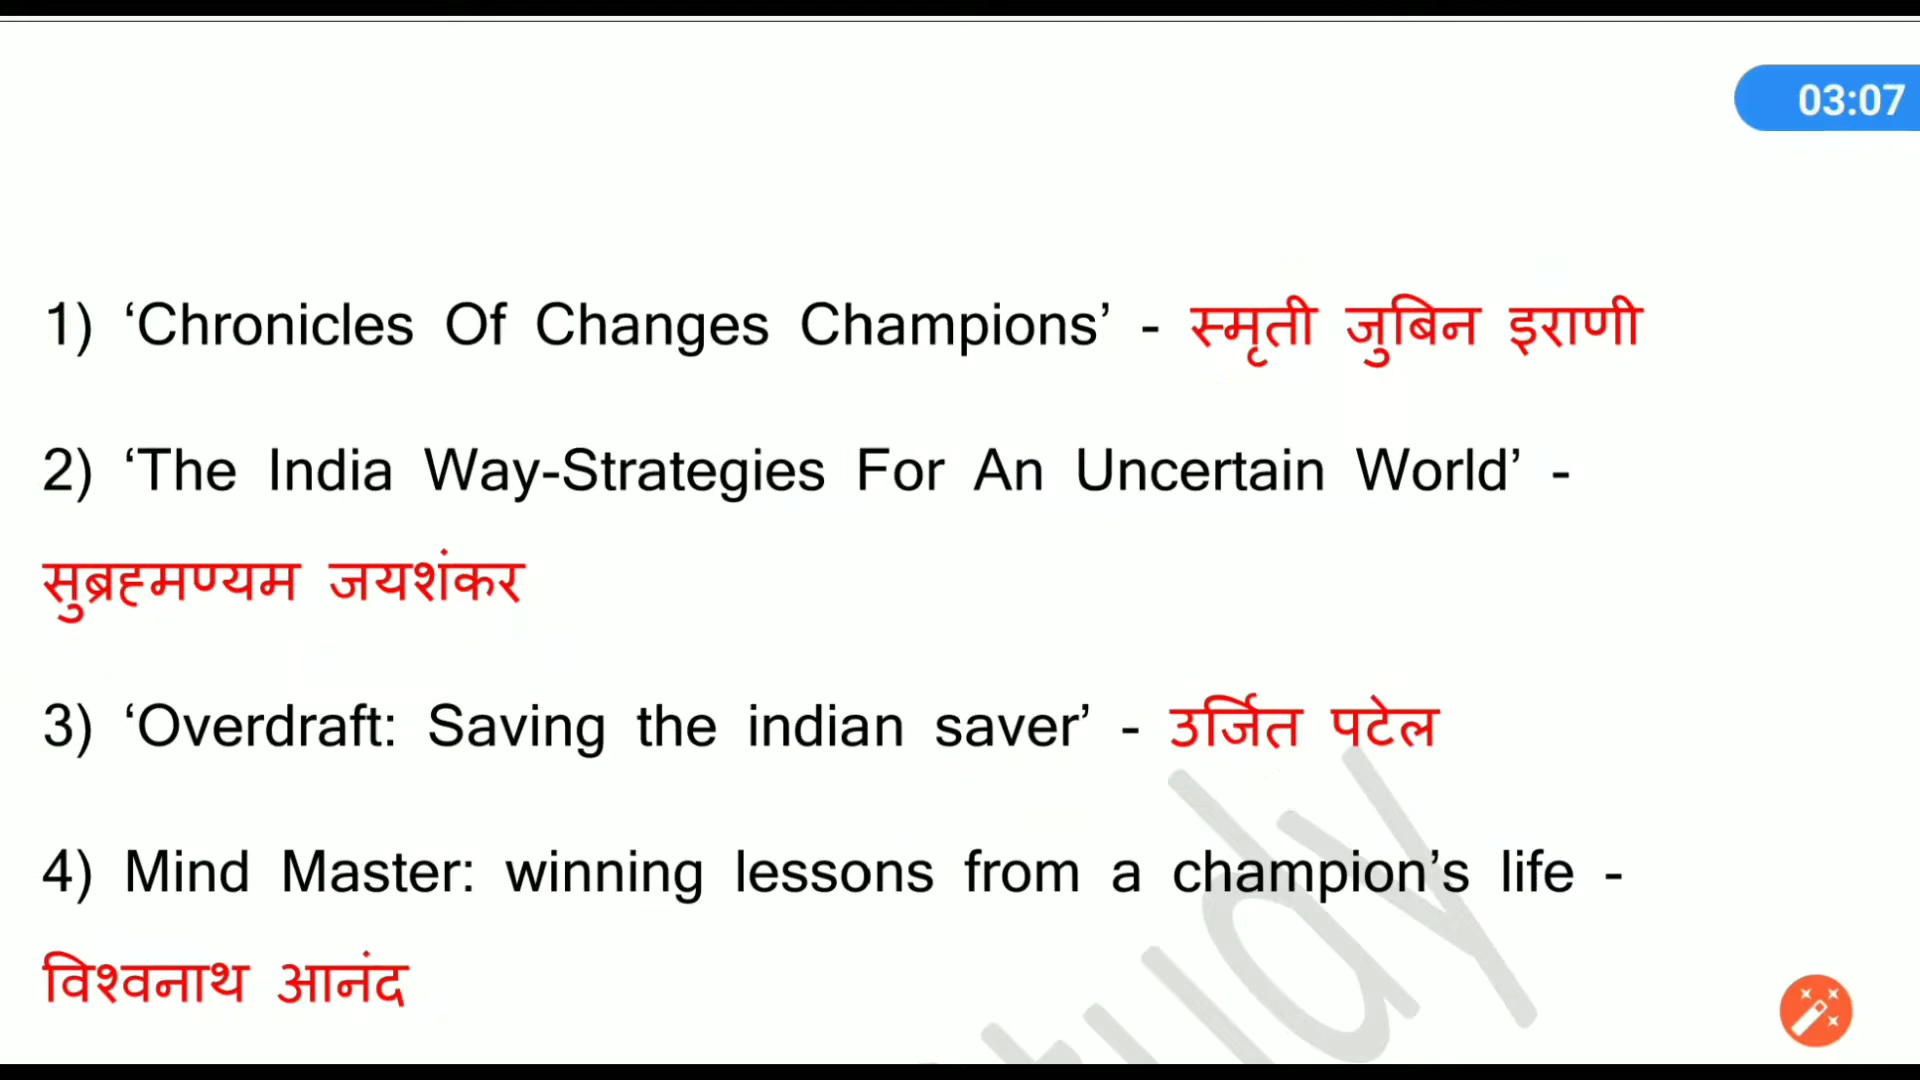 03:07
1) ‘Chronicles Of Changes Champions’ - स्मृती जुबिन इराणी
2) ‘The India Way-Strategies For An Uncertain World’ -
सुब्रह्मण्यम जयशंकर
3) ‘Overdraft: Saving the indian saver’ - उर्जित पटेल
4) Mind Master: winning lessons from a champion’s life -
विश्वनाथ आनंद